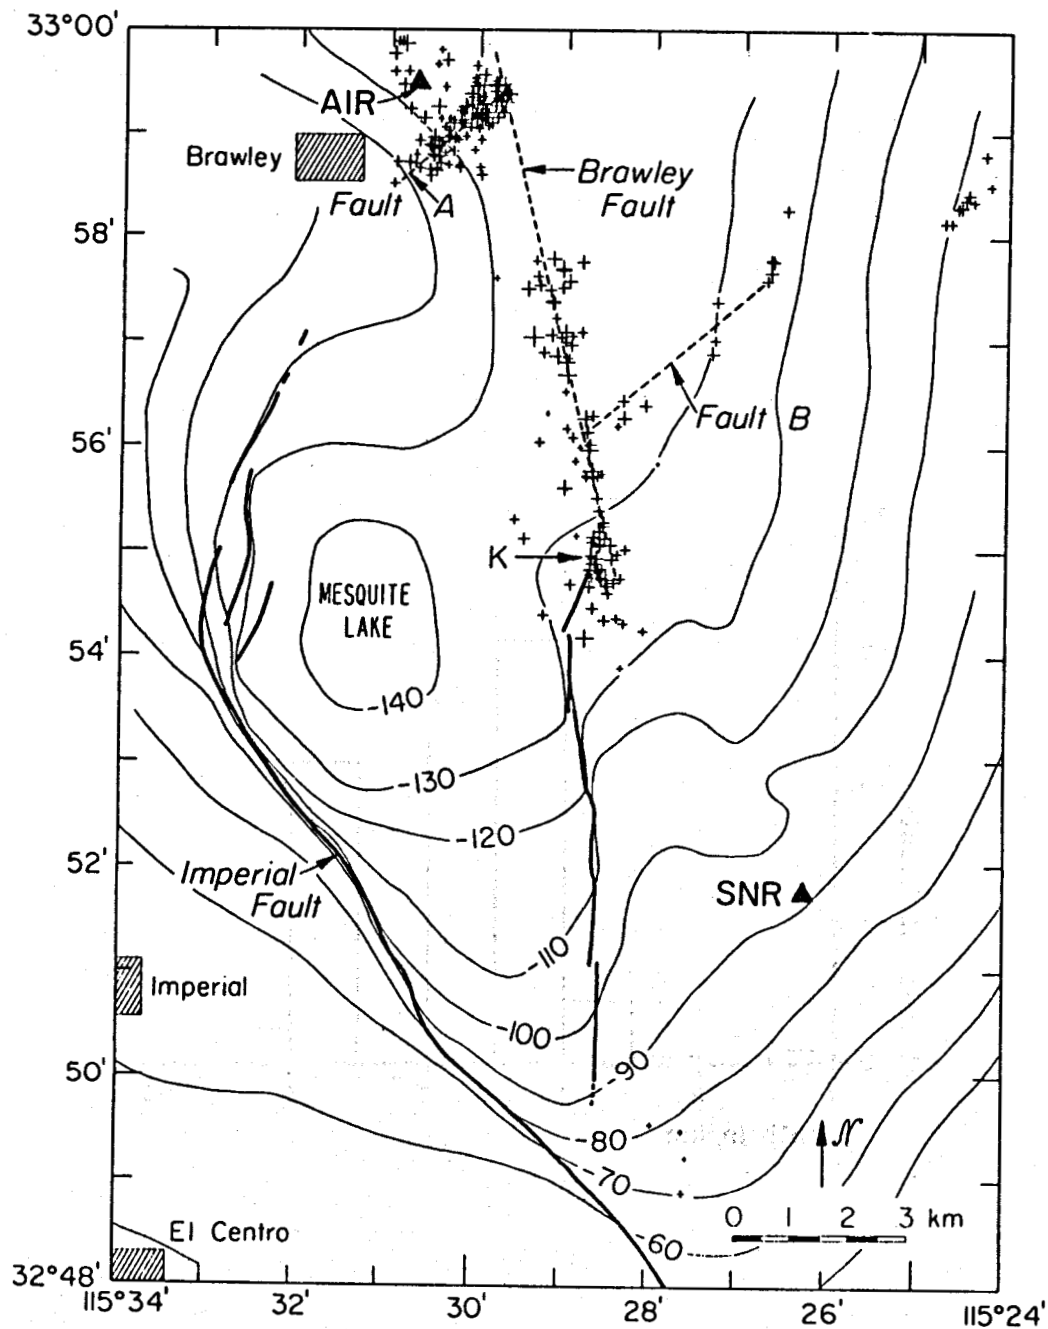 33°00'
AIR
Brawley
Fault A
Brawley
Fault
58'
Fault B
56'
K
MESQUITE
LAKE
54'
-140
-130
-120
52'
Imperial
Fault
SNR
-110
Imperial
-100
-90
50'
-80
-70
N
0 1 2 3 km
El Centro
-60
32°48'
115°34' 32' 30' 28' 26' 115°24'